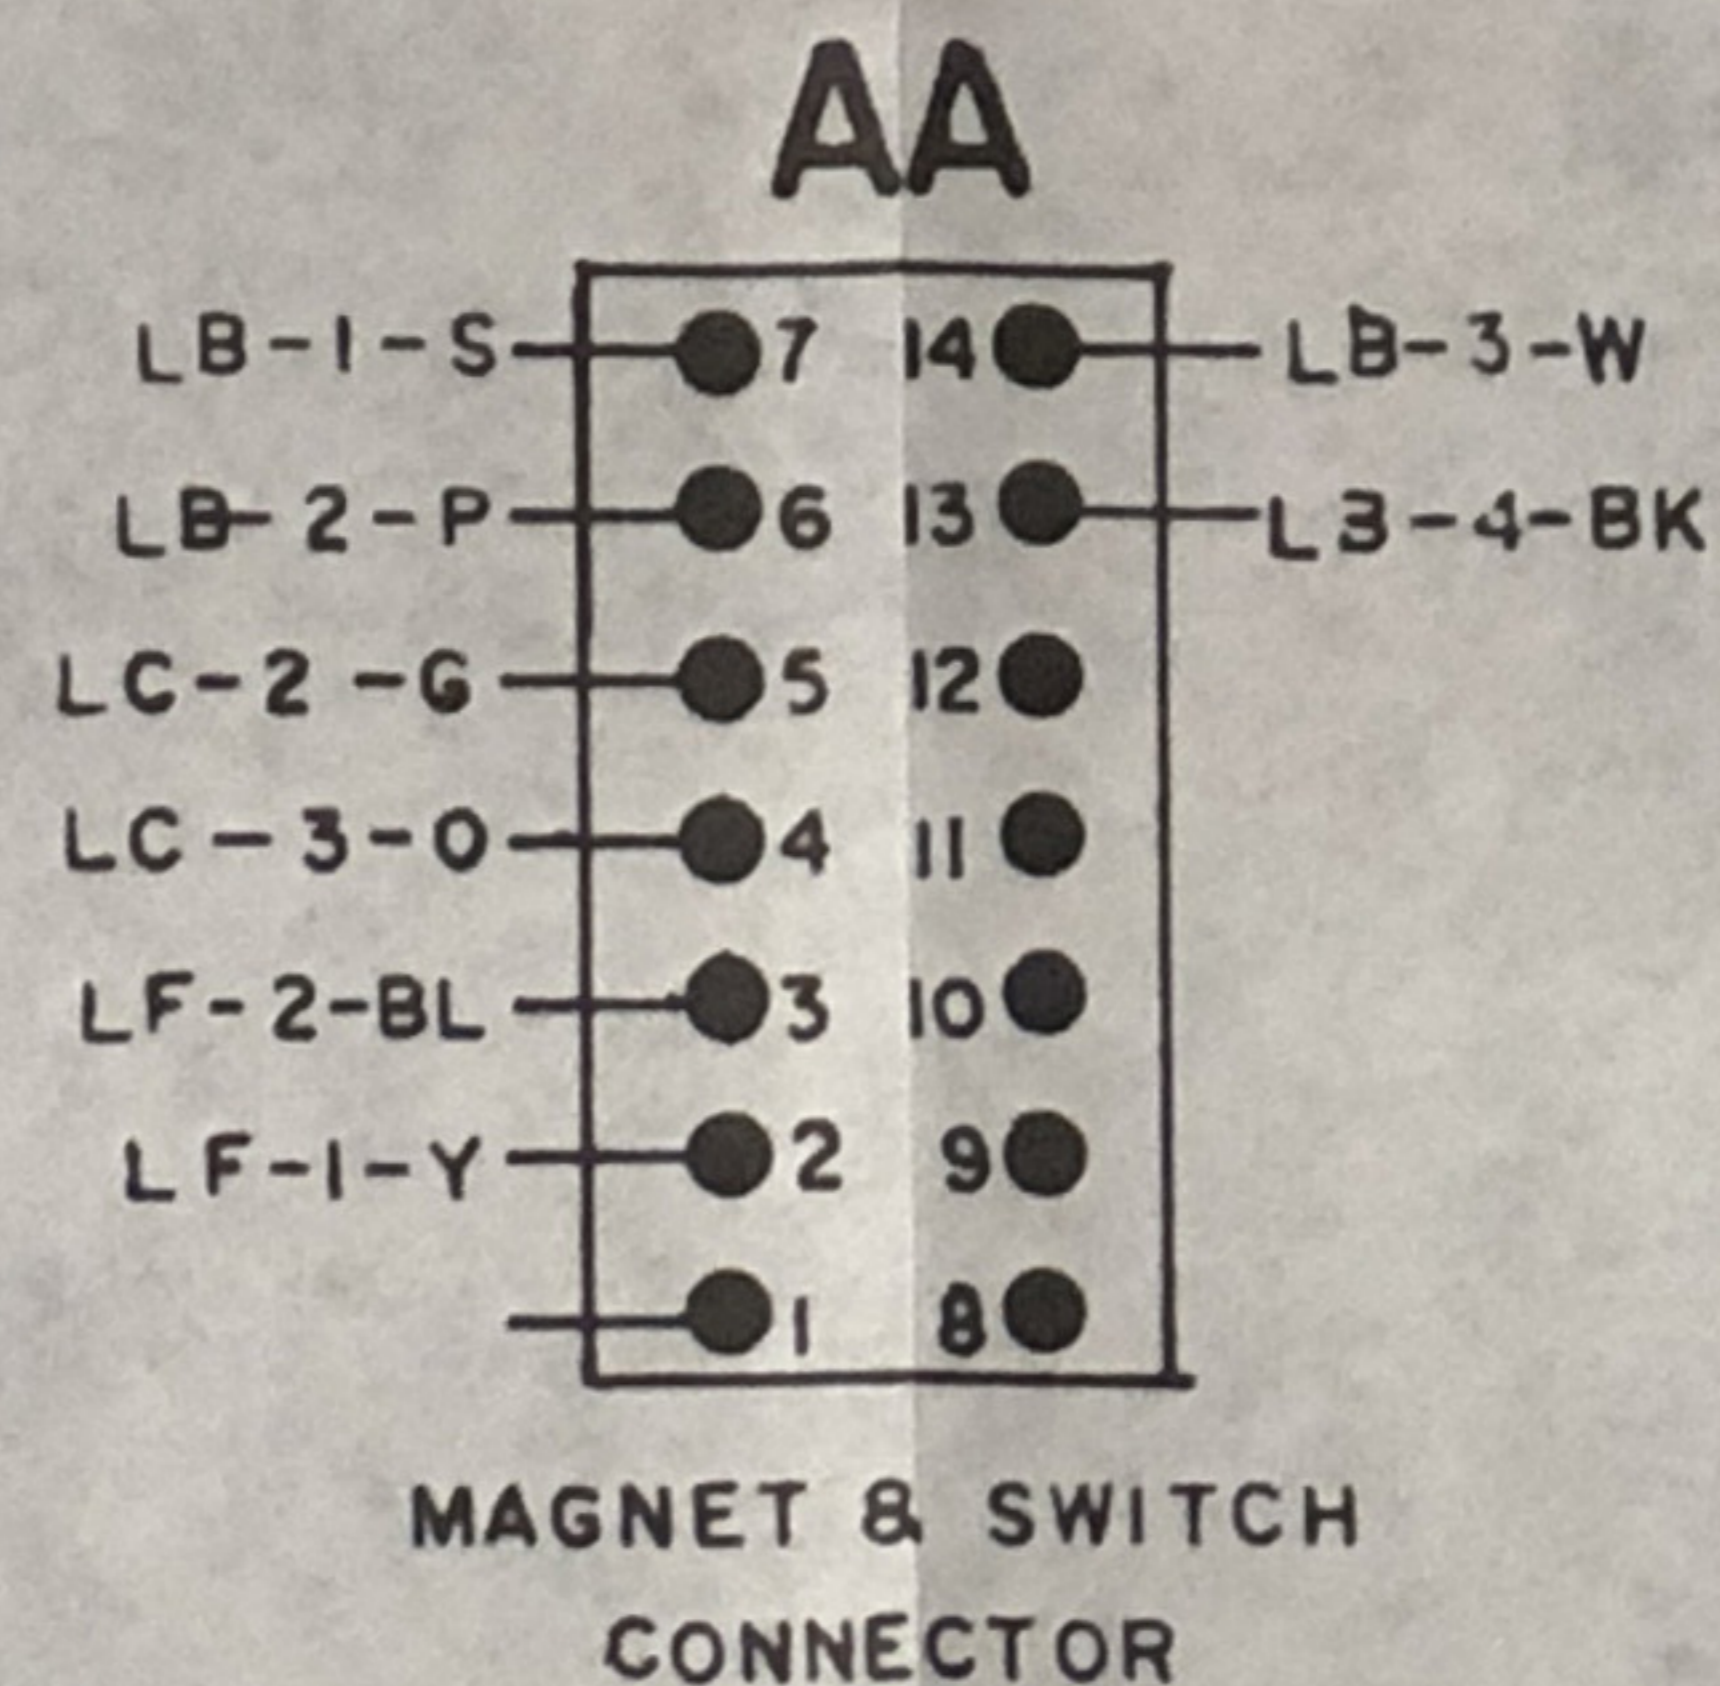 AA
LB-1-S 7 14 LB-3-W
LB-2-P 6 13 LB-4-BK
LC-2-G 5 12
LC-3-O 4 11
LF-2-BL 3 10
LF-1-Y 2 9
1 8
MAGNET & SWITCH
CONNECTOR